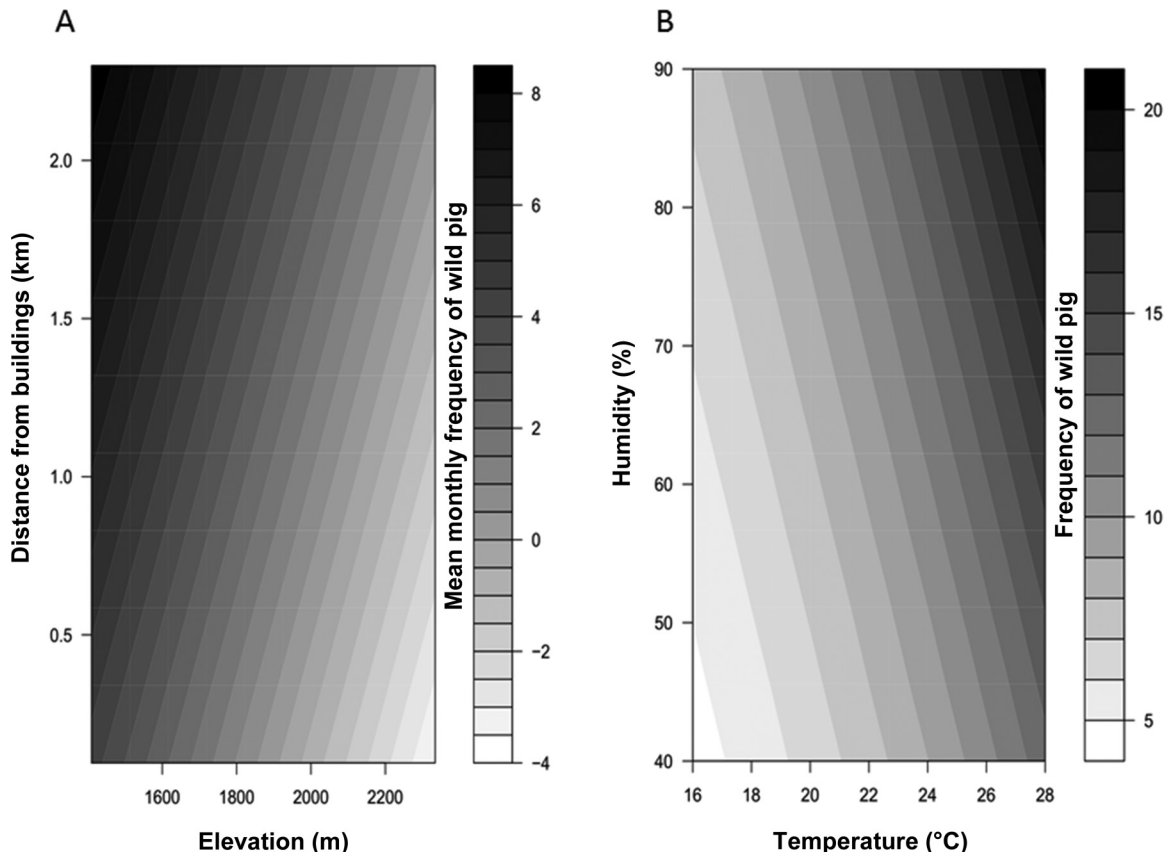 A
B
Distance from buildings (km)
2.0
1.5
1.0
0.5
1600 1800 2000 2200
Elevation (m)
Mean monthly frequency of wild pig
8
6
4
2
0
−2
−4
Humidity (%)
90
80
70
60
50
40
16 18 20 22 24 26 28
Temperature (°C)
Frequency of wild pig
20
15
10
5